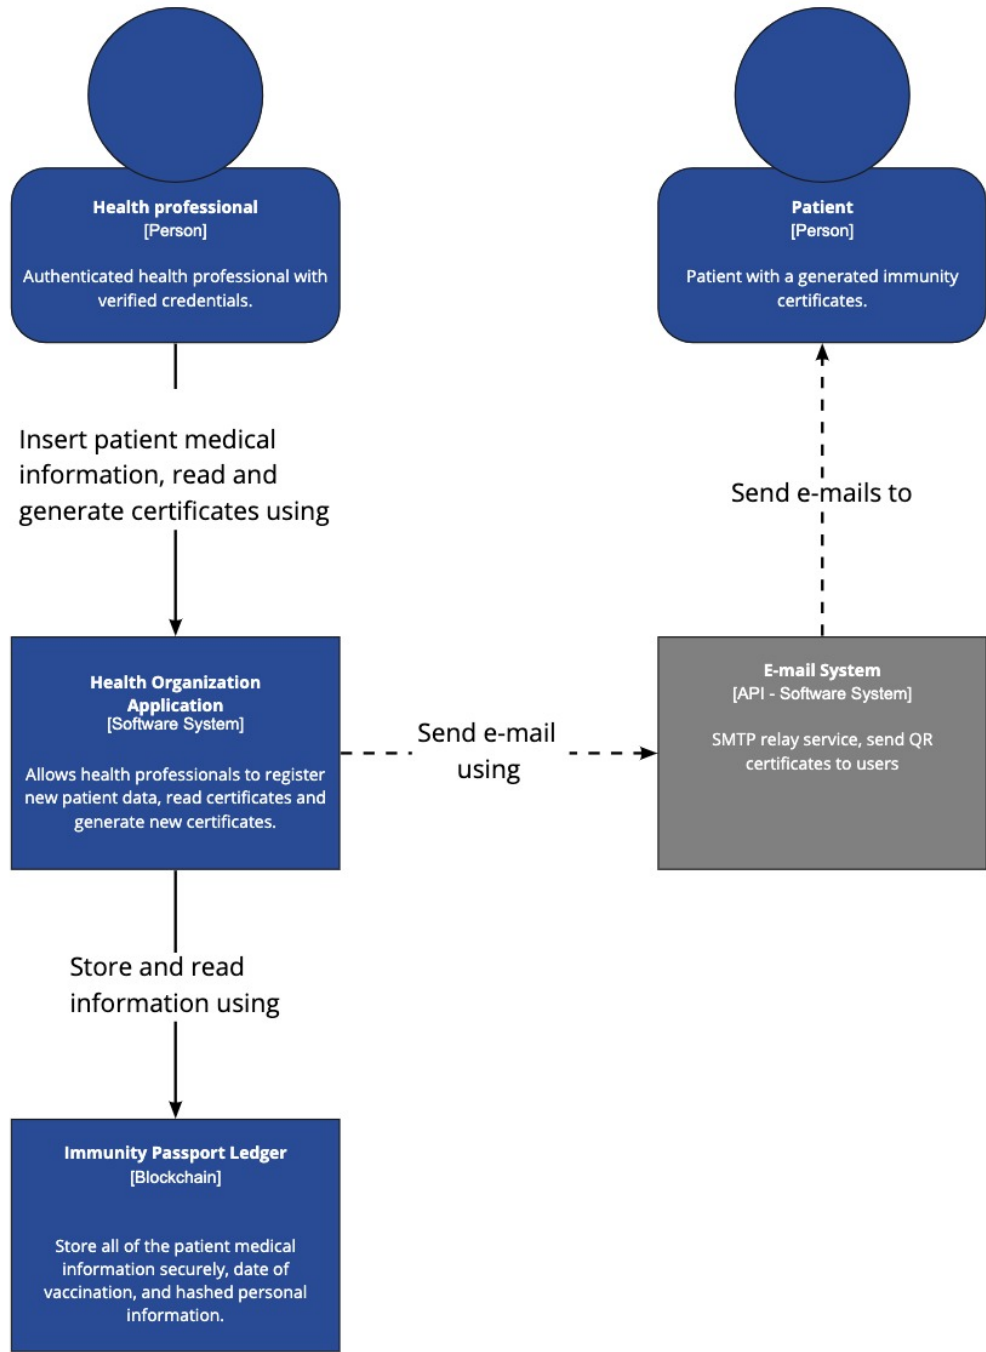 Health professional
[Person]
Authenticated health professional with
verified credentials.
Patient
[Person]
Patient with a generated immunity
certificates.
Insert patient medical
information, read and
generate certificates using
Send e-mails to
Health Organization
Application
[Software System]
Allows health professionals to register
new patient data, read certificates and
generate new certificates.
Send e-mail
using
E-mail System
[API - Software System]
SMTP relay service, send QR
certificates to users
Store and read
information using
Immunity Passport Ledger
[Blockchain]
Store all of the patient medical
information securely, date of
vaccination, and hashed personal
information.